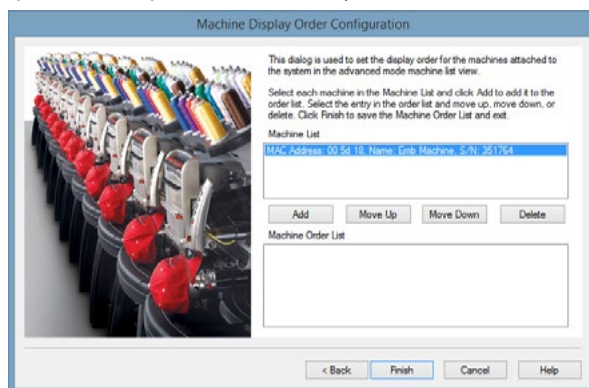 Machine Display Order Configuration
This dialog is used to set the display order for the machines attached to
the system in the advanced mode machine list view.
Select each machine in the Machine List and click Add to add it to the
order list. Select the entry in the order list and move up, move down, or
delete. Click Finish to save the Machine Order List and exit.
Machine List
MAC Address: 00 5d 18, Name: Emb Machine, S/N: 351764
Add
Move Up
Move Down
Delete
Machine Order List
< Back
Finish
Cancel
Help